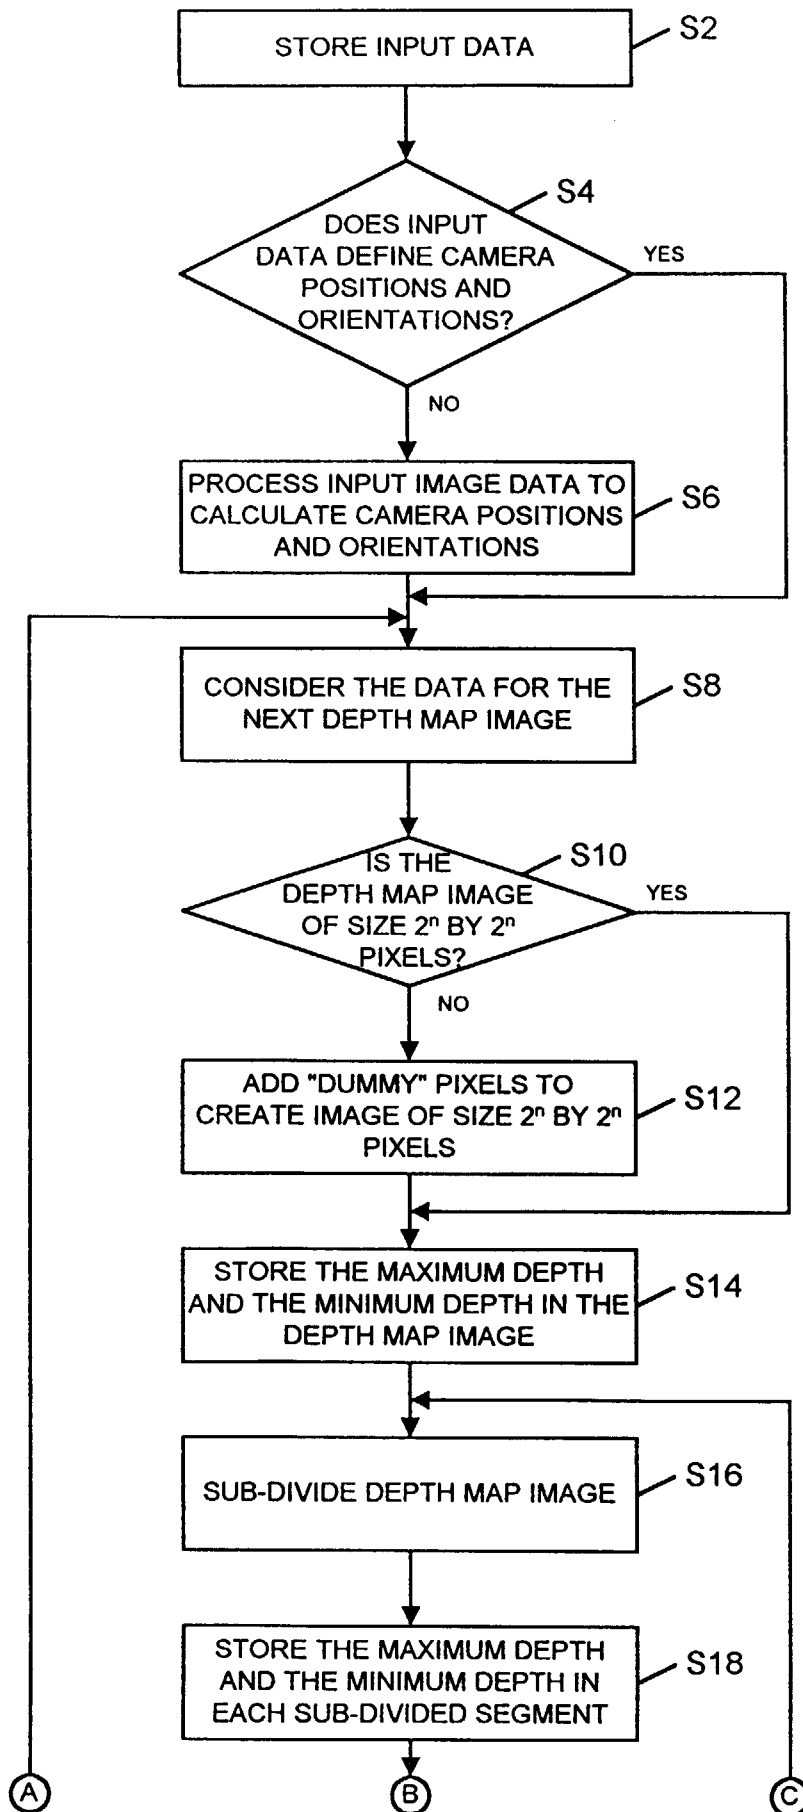 STORE INPUT DATA
S2
DOES INPUT
DATA DEFINE CAMERA
POSITIONS AND
ORIENTATIONS?
S4
YES
NO
PROCESS INPUT IMAGE DATA TO
CALCULATE CAMERA POSITIONS
AND ORIENTATIONS
S6
CONSIDER THE DATA FOR THE
NEXT DEPTH MAP IMAGE
S8
IS THE
DEPTH MAP IMAGE
OF SIZE 2ⁿ BY 2ⁿ
PIXELS?
S10
YES
NO
ADD "DUMMY" PIXELS TO
CREATE IMAGE OF SIZE 2ⁿ BY 2ⁿ
PIXELS
S12
STORE THE MAXIMUM DEPTH
AND THE MINIMUM DEPTH IN THE
DEPTH MAP IMAGE
S14
SUB-DIVIDE DEPTH MAP IMAGE
S16
STORE THE MAXIMUM DEPTH
AND THE MINIMUM DEPTH IN
EACH SUB-DIVIDED SEGMENT
S18
A
B
C